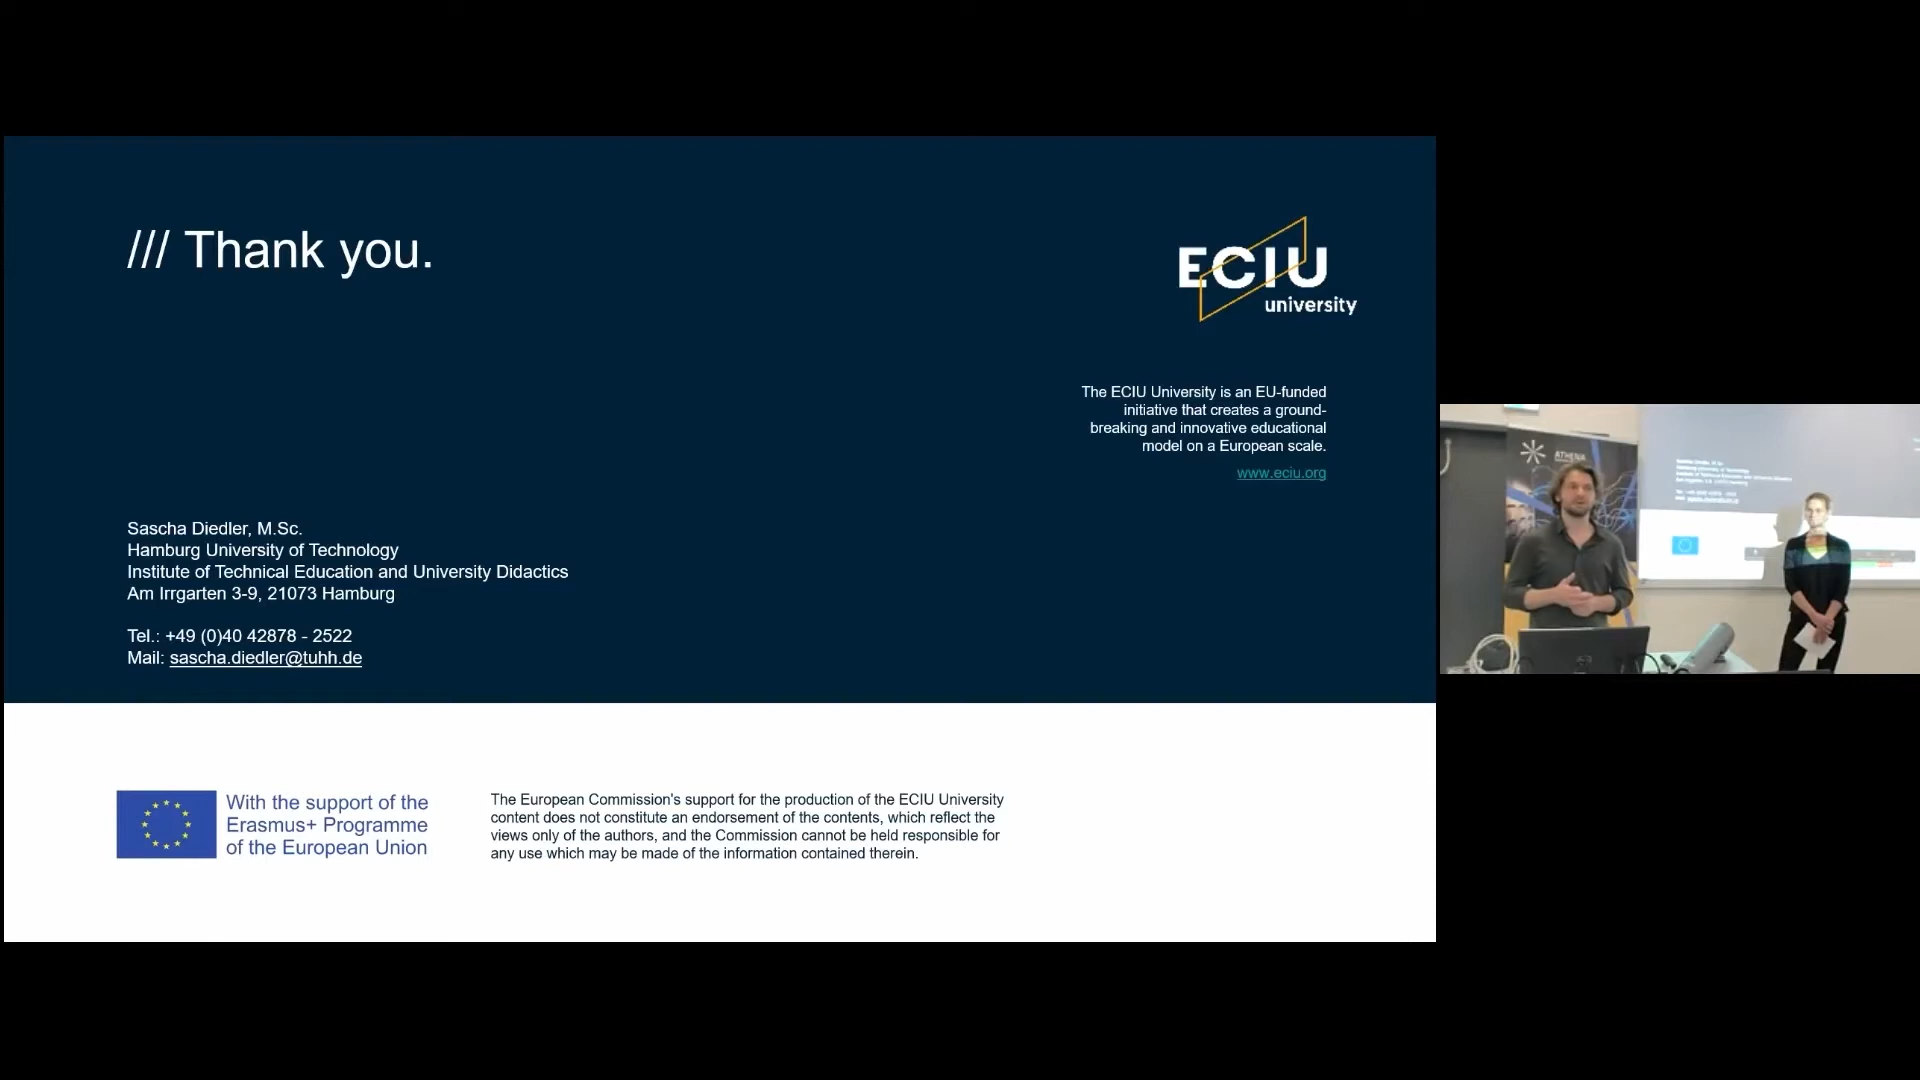 /// Thank you.
ECIU
university
The ECIU University is an EU-funded
initiative that creates a ground-
breaking and innovative educational
model on a European scale.
www.eciu.org
Sascha Diedler, M.Sc.
Hamburg University of Technology
Institute of Technical Education and University Didactics
Am Irrgarten 3-9, 21073 Hamburg
Tel.: +49 (0)40 42878 - 2522
Mail: sascha.diedler@tuhh.de
With the support of the
Erasmus+ Programme
of the European Union
The European Commission's support for the production of the ECIU University
content does not constitute an endorsement of the contents, which reflect the
views only of the authors, and the Commission cannot be held responsible for
any use which may be made of the information contained therein.
ATHENA